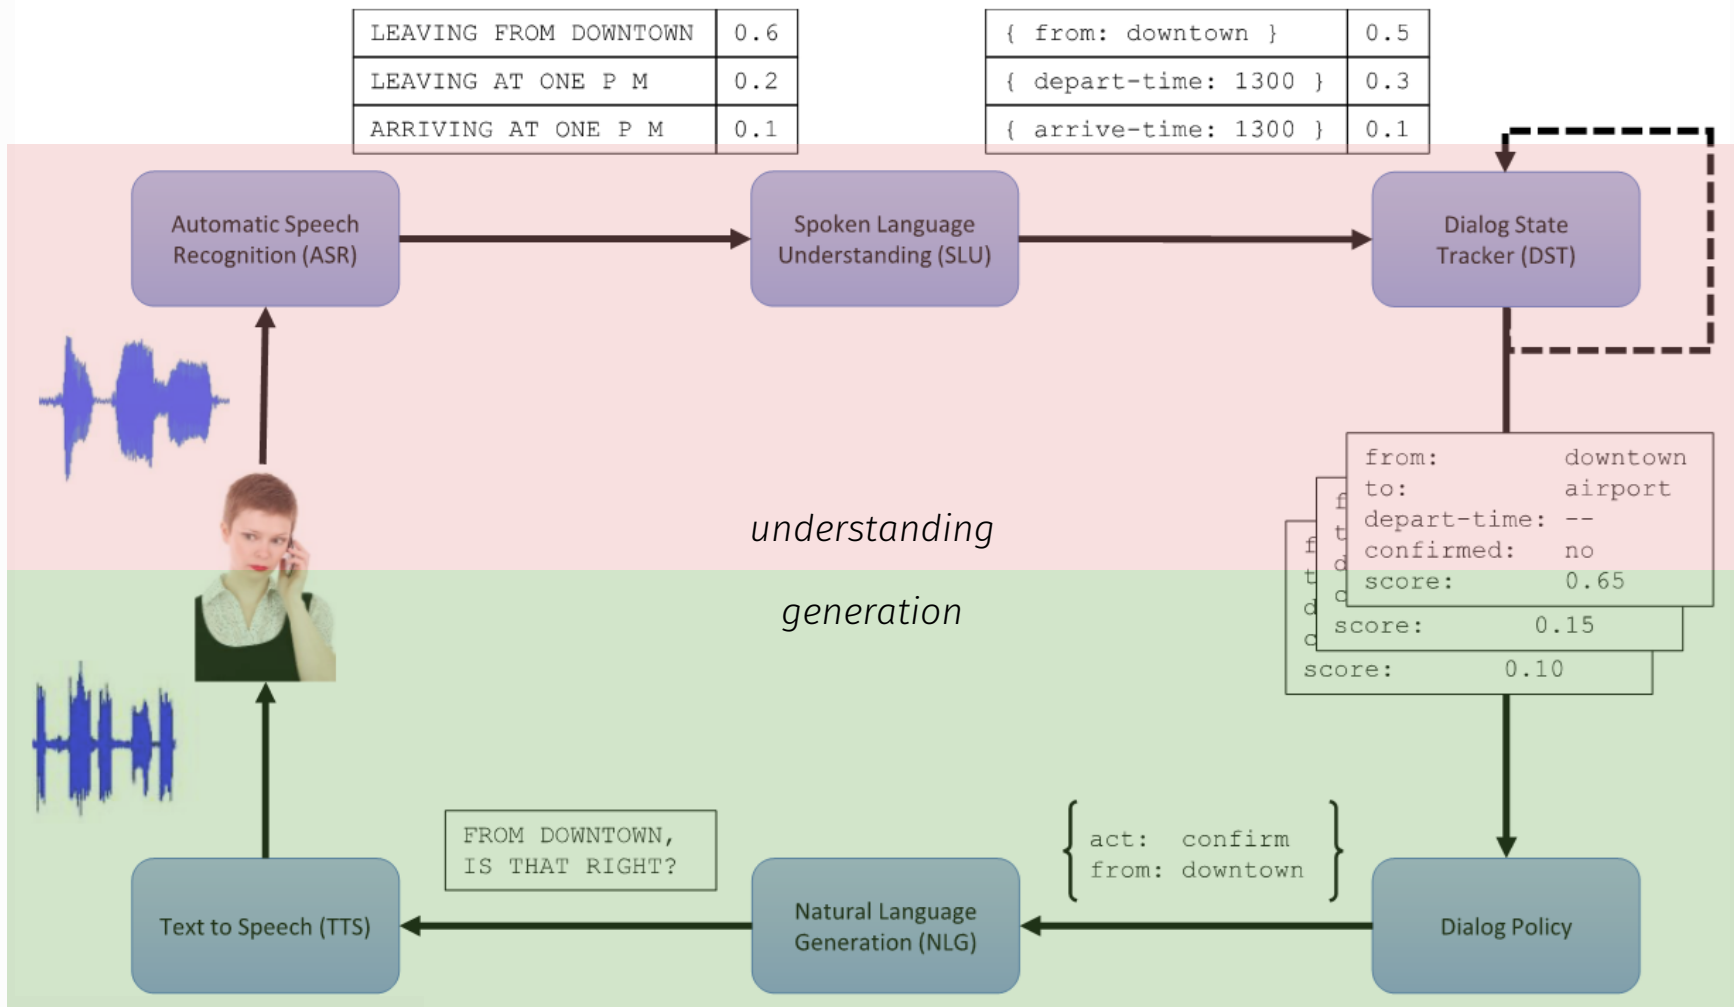 LEAVING FROM DOWNTOWN 0.6
LEAVING AT ONE P M 0.2
ARRIVING AT ONE P M 0.1
{ from: downtown } 0.5
{ depart-time: 1300 } 0.3
{ arrive-time: 1300 } 0.1
Automatic Speech
Recognition (ASR)
Spoken Language
Understanding (SLU)
Dialog State
Tracker (DST)
from: downtown
to: airport
depart-time: --
confirmed: no
score: 0.65
f
t
d
c
score: 0.15
f
t
d
c
score: 0.10
understanding
generation
FROM DOWNTOWN,
IS THAT RIGHT?
act: confirm
from: downtown
Text to Speech (TTS)
Natural Language
Generation (NLG)
Dialog Policy